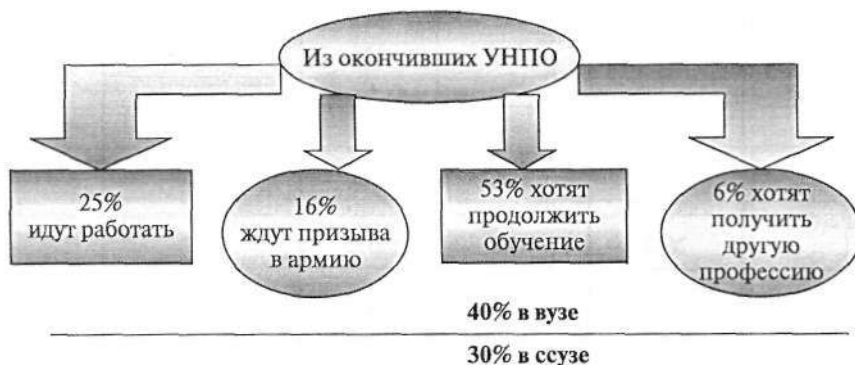 Из окончивших УНПО
25%
идут работать
16%
ждут призыва
в армию
53% хотят
продолжить
обучение
6% хотят
получить
другую
профессию
40% в вузе
30% в ссузе